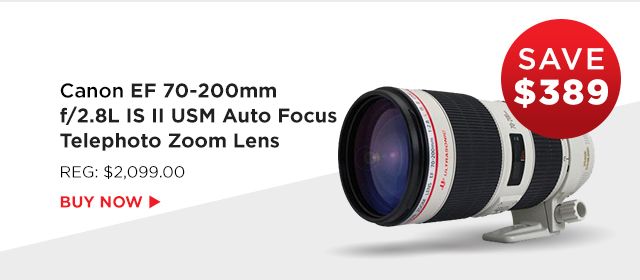 SAVE
$389
Canon EF 70-200mm
f/2.8L IS II USM Auto Focus
Telephoto Zoom Lens
REG: $2,099.00
BUY NOW
ULTRASONIC